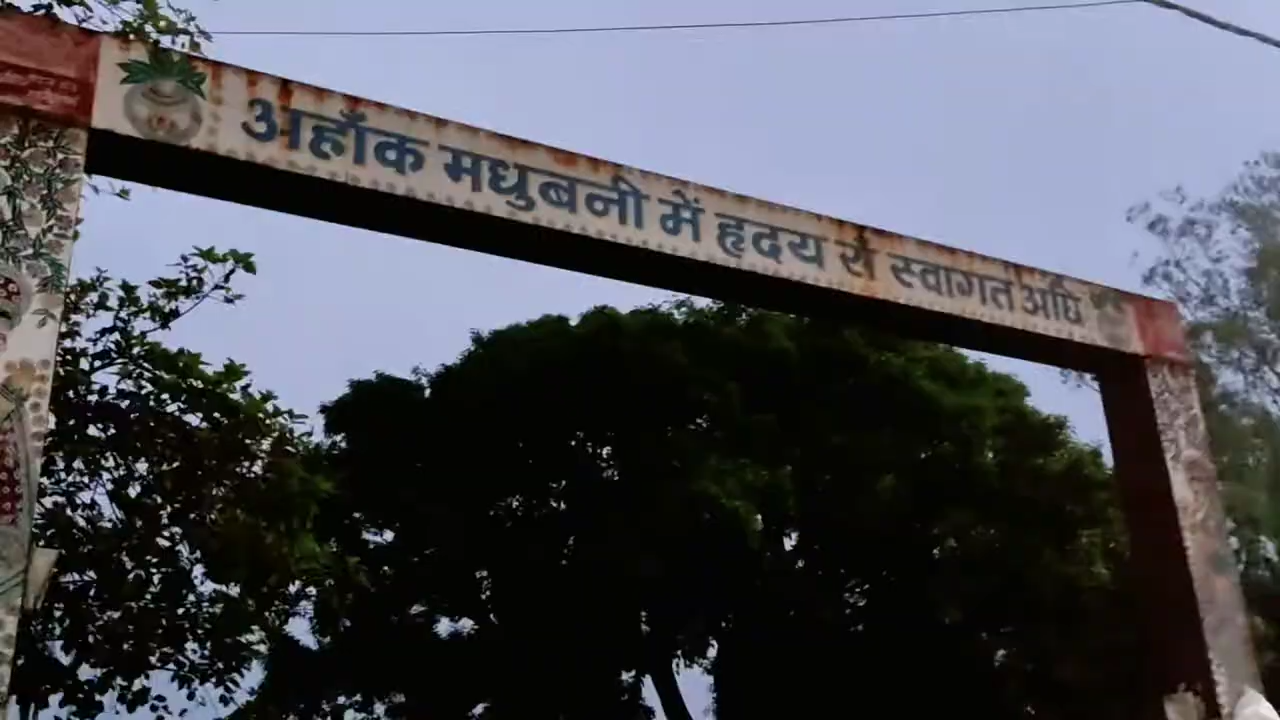 अहाँक मधुबनी में हृदय सँ स्वागत अछि